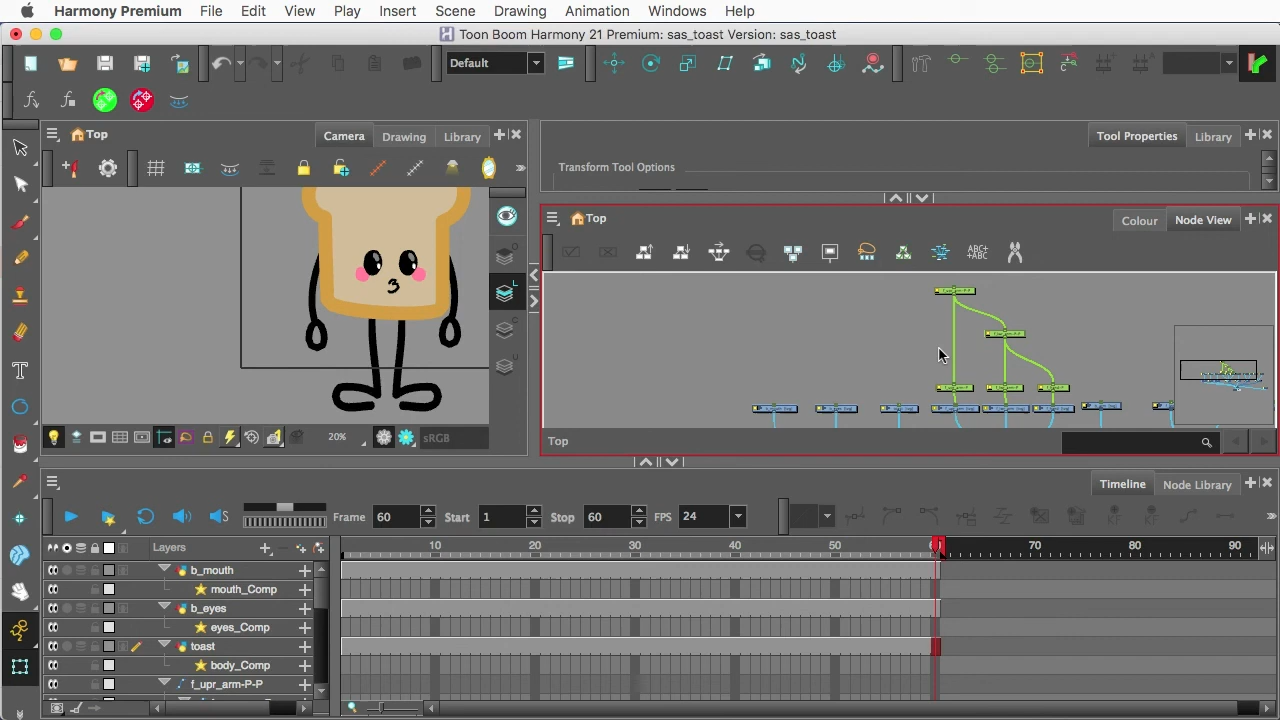 Harmony Premium File Edit View Play Insert Scene Drawing Animation Windows Help
Toon Boom Harmony 21 Premium: sas_toast Version: sas_toast
Default
Top
Camera
Drawing
Library
Tool Properties
Library
Transform Tool Options
Top
Colour
Node View
ABC+
+ABC
Top
20%
sRGB
Timeline
Node Library
Frame 60 Start 1 Stop 60 FPS 24
Layers
10 20 30 40 50 70 80 90
b_mouth
mouth_Comp
b_eyes
eyes_Comp
toast
body_Comp
f_upr_arm-P-P